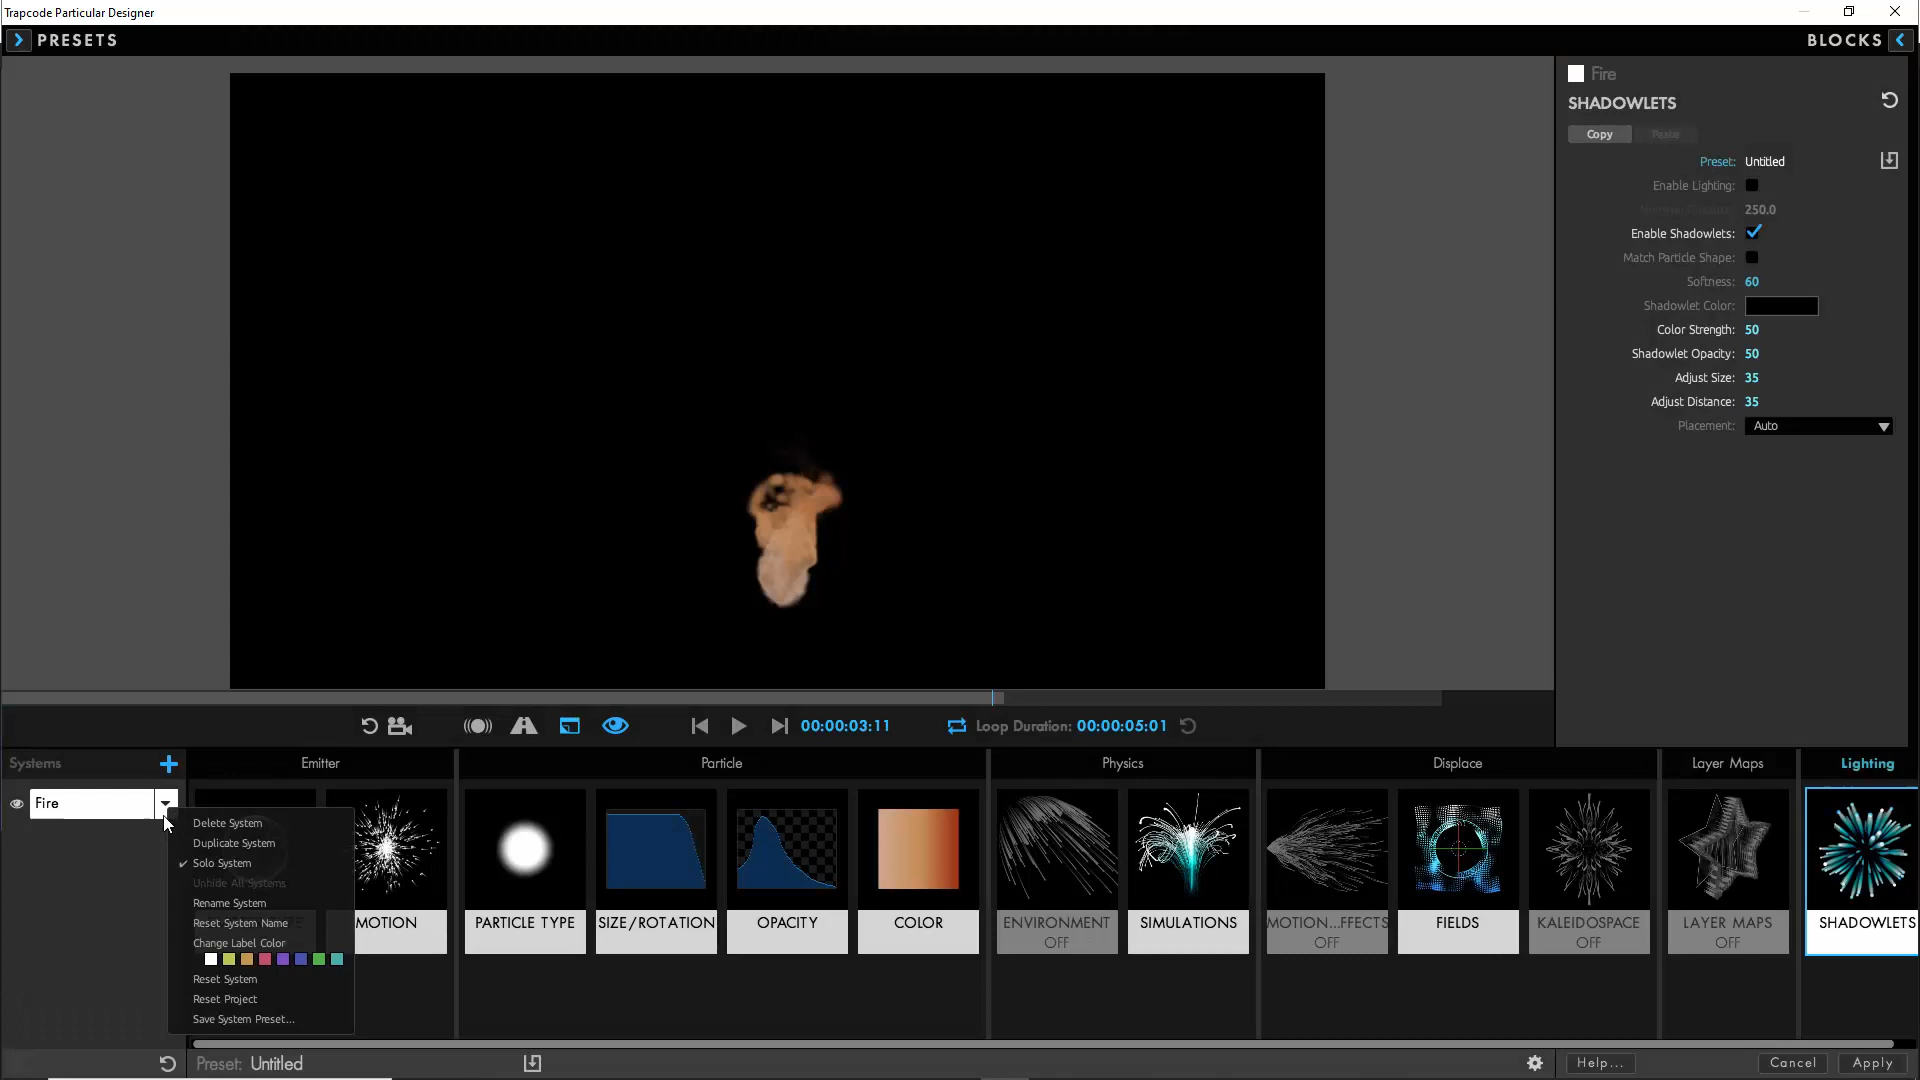 Trapcode Particular Designer
PRESETS
BLOCKS
Fire
SHADOWLETS
Copy
Paste
Preset: Untitled
Enable Lighting:
250.0
Enable Shadowlets:
Match Particle Shape:
Softness: 60
Shadowlet Color:
Color Strength: 50
Shadowlet Opacity: 50
Adjust Size: 35
Adjust Distance: 35
Placement: Auto
00:00:03:11
Loop Duration: 00:00:05:01
Systems
Emitter
Particle
Physics
Displace
Layer Maps
Lighting
Fire
Delete System
Duplicate System
Solo System
Unhide All Systems
Rename System
Reset System Name
Change Label Color
Reset System
Reset Project
Save System Preset...
MOTION
PARTICLE TYPE
SIZE/ROTATION
OPACITY
COLOR
ENVIRONMENT
OFF
SIMULATIONS
MOTION...FFECTS
OFF
FIELDS
KALEIDOSPACE
OFF
LAYER MAPS
OFF
SHADOWLETS
Preset: Untitled
Help...
Cancel
Apply